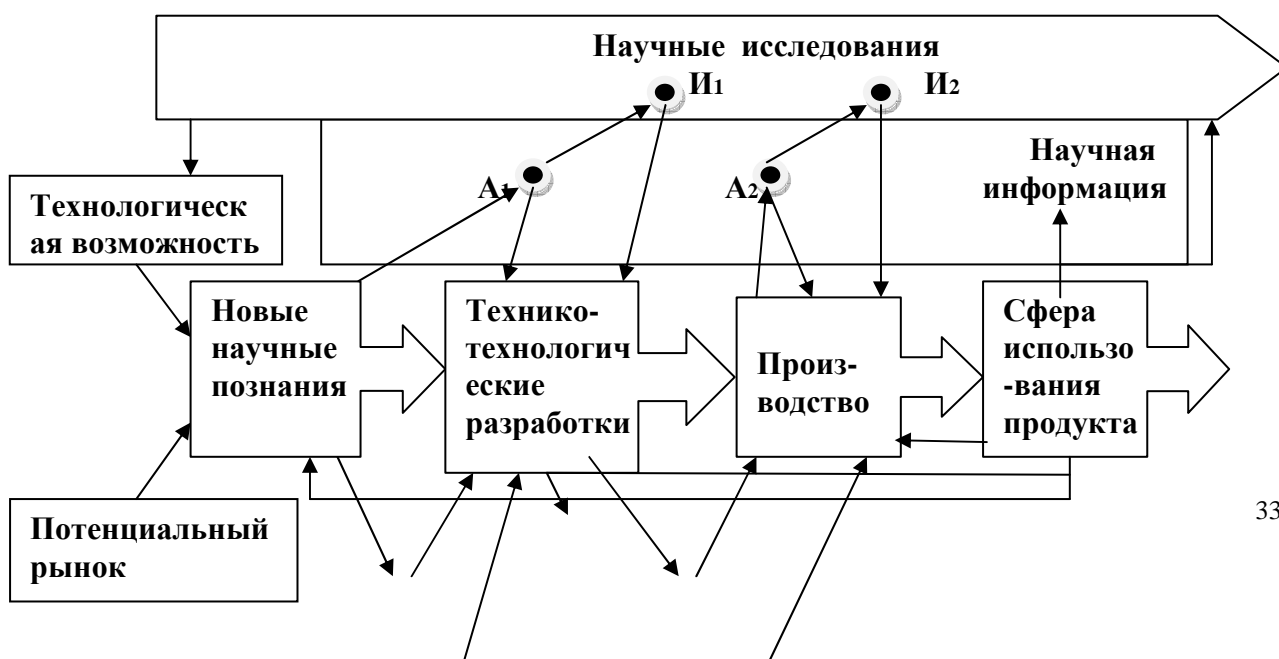 Научные исследования
И1
И2
А1
А2
Научная
информация
Технологическ
ая возможность
Новые
научные
познания
Технико-
технологич
еские
разработки
Произ-
водство
Сфера
использо
-вания
продукта
Потенциальный
рынок
33